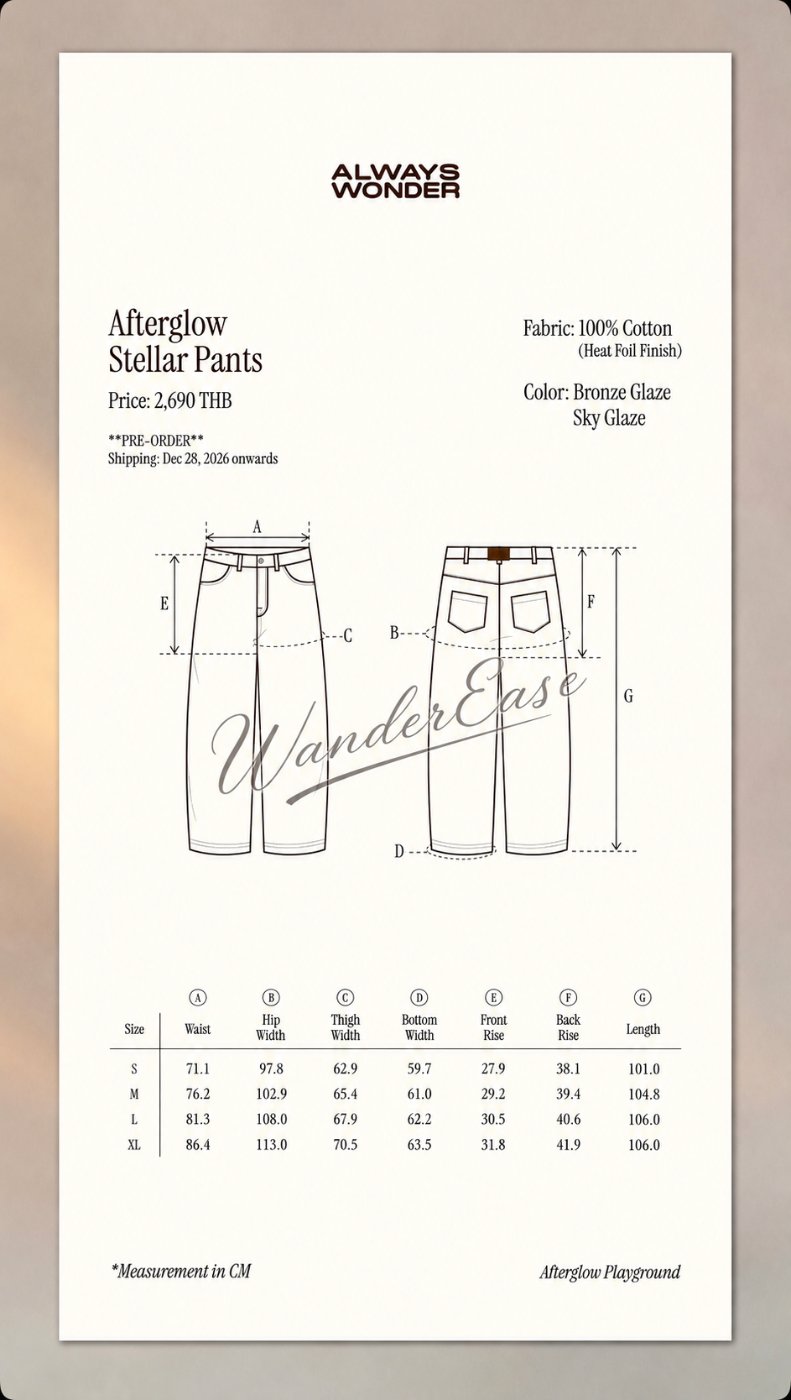 ALWAYS
WONDER
Afterglow
Stellar Pants
Price: 2,690 THB
**PRE-ORDER**
Shipping: Dec 28, 2026 onwards
Fabric: 100% Cotton
(Heat Foil Finish)
Color: Bronze Glaze
Sky Glaze
A
E
C
B
F
G
D
WanderEase
A B C D E F G
Size Waist Hip Width Thigh Width Bottom Width Front Rise Back Rise Length
S 71.1 97.8 62.9 59.7 27.9 38.1 101.0
M 76.2 102.9 65.4 61.0 29.2 39.4 104.8
L 81.3 108.0 67.9 62.2 30.5 40.6 106.0
XL 86.4 113.0 70.5 63.5 31.8 41.9 106.0
*Measurement in CM
Afterglow Playground